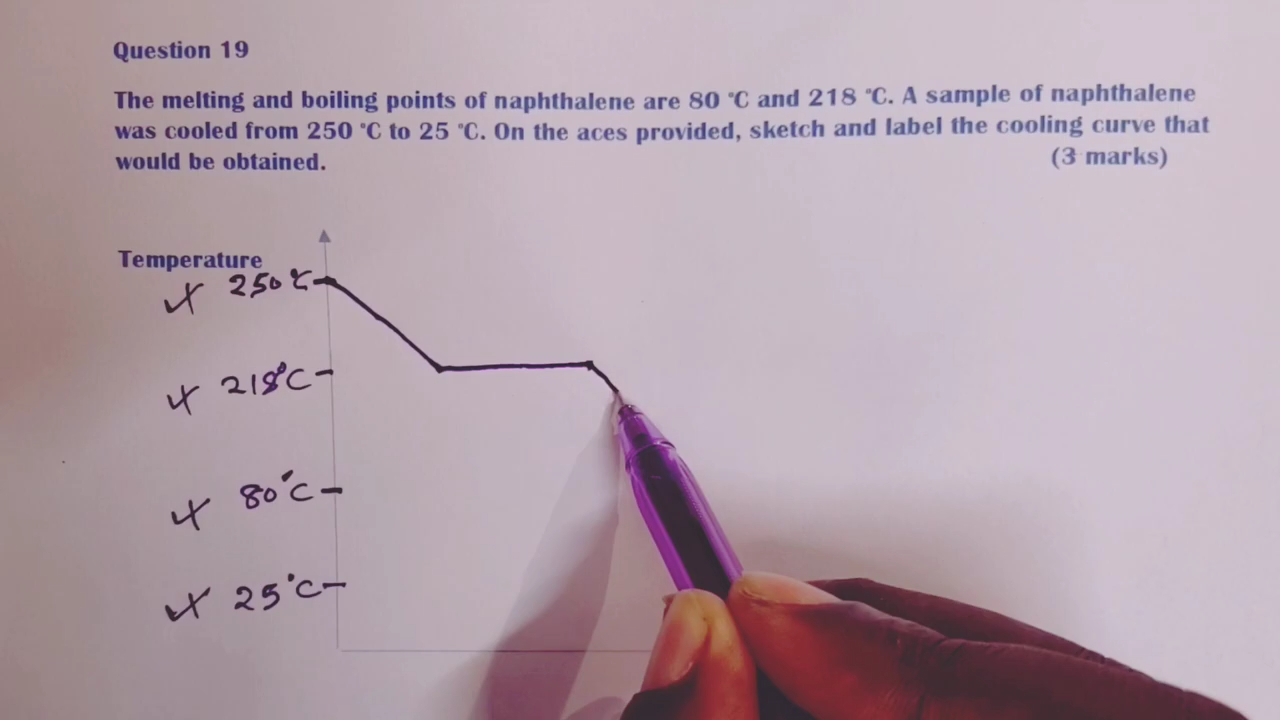 Question 19
The melting and boiling points of naphthalene are 80 °C and 218 °C. A sample of naphthalene
was cooled from 250 °C to 25 °C. On the aces provided, sketch and label the cooling curve that
would be obtained. (3 marks)
Temperature
250°C
218°C
80°C
25°C